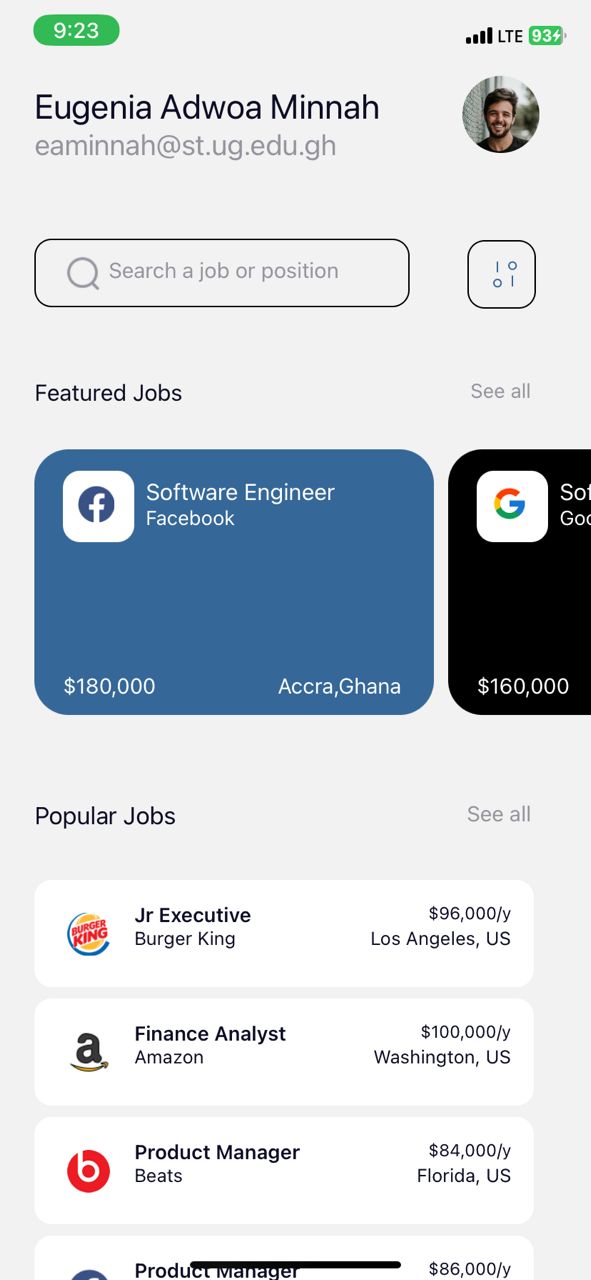 9:23
LTE 93
Eugenia Adwoa Minnah
eaminnah@st.ug.edu.gh
Search a job or position
Featured Jobs
See all
Software Engineer
Facebook
$180,000
Accra,Ghana
Sof
Goo
$160,000
Popular Jobs
See all
BURGER KING
Jr Executive
$96,000/y
Burger King
Los Angeles, US
a
Finance Analyst
$100,000/y
Amazon
Washington, US
Product Manager
$84,000/y
Beats
Florida, US
Product Manager
$86,000/y